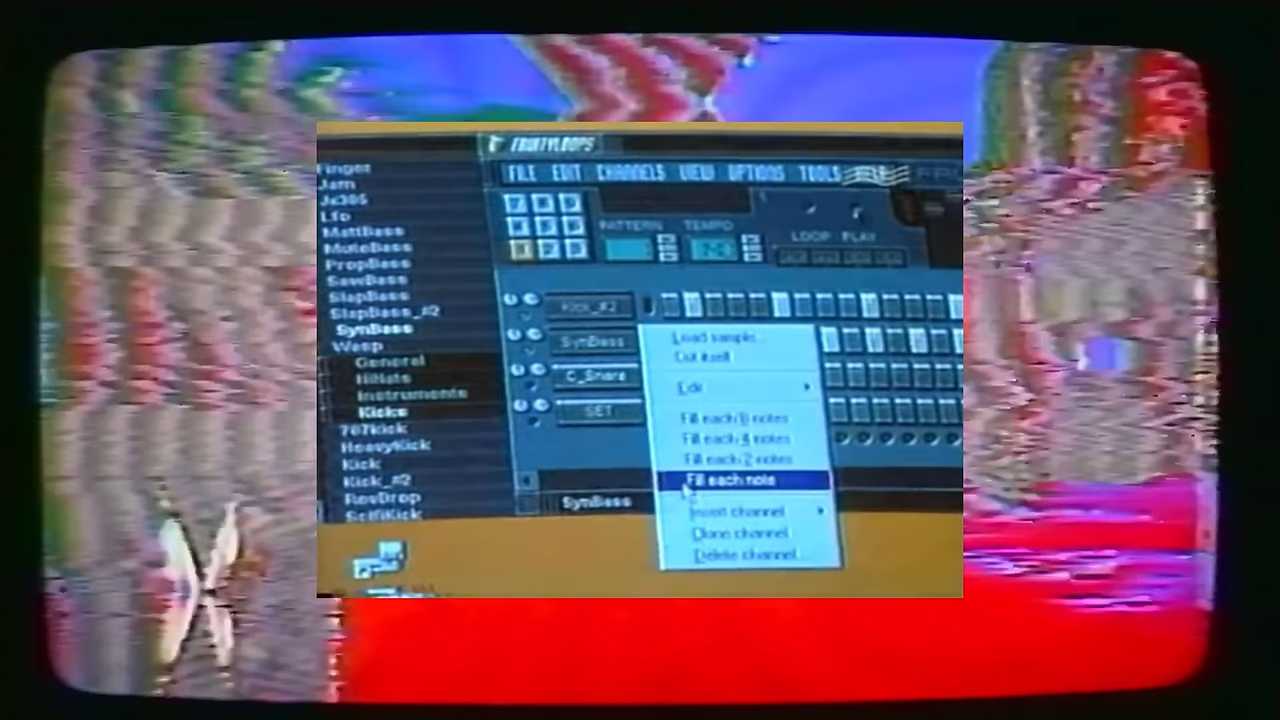 FRUITYLOOPS
FILE EDIT CHANNELS VIEW OPTIONS TOOLS
Finger
Jam
Jx305
Lfo
MattBass
MuteBass
PropBass
SawBass
SlapBass
SlapBass_#2
SynBass
Wasp
General
HiHats
Instruments
Kicks
707kick
HeavyKick
Kick
Kick_#2
RevDrop
PATTERN TEMPO
LOOP PLAY
Kick_#2
SynBass
C_Snare
SET
SynBass
Load sample...
Cut itself
Edit
Fill each 8 notes
Fill each 4 notes
Fill each 2 notes
Fill each note
Insert channel
Clone channel
Delete channel...